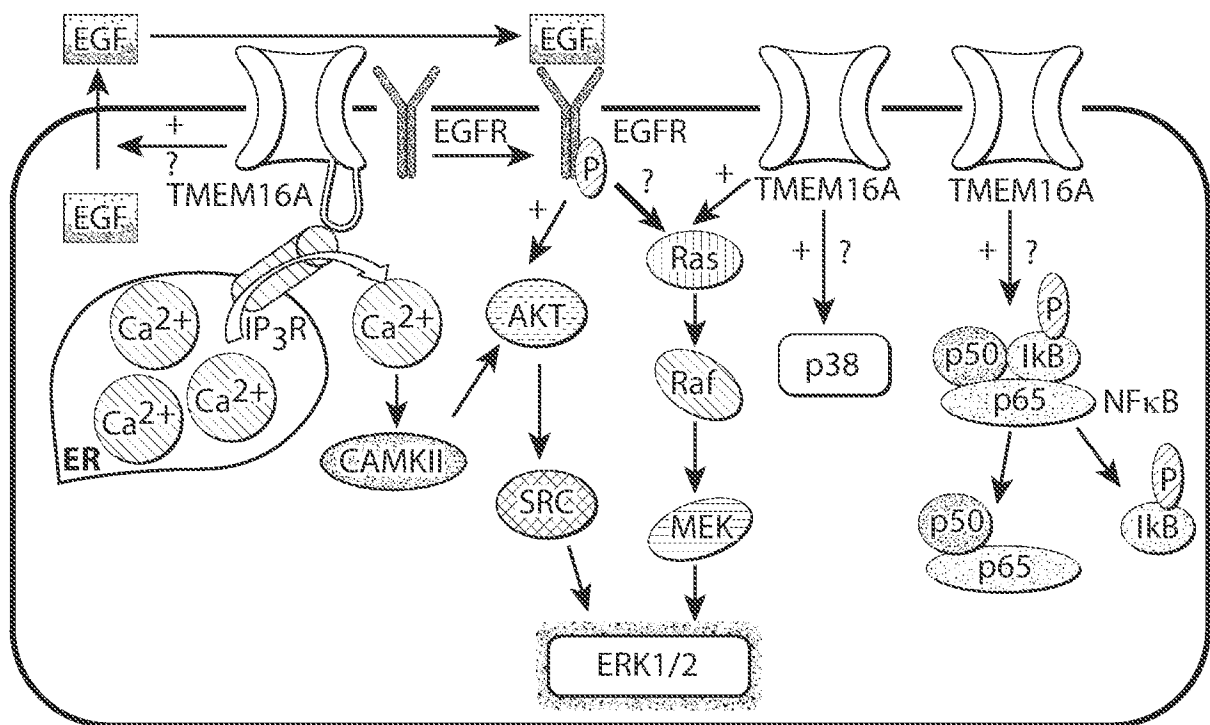 EGF
EGF
+
?
EGFR
EGFR
P
TMEM16A
?
+
TMEM16A
TMEM16A
EGF
+
+ ?
+ ?
Ras
Ca2+
IP3R
Ca2+
AKT
P
p50
IkB
p38
Ca2+
Raf
p65
NFκB
Ca2+
ER
CAMKII
SRC
MEK
p50
P
IkB
p65
ERK1/2